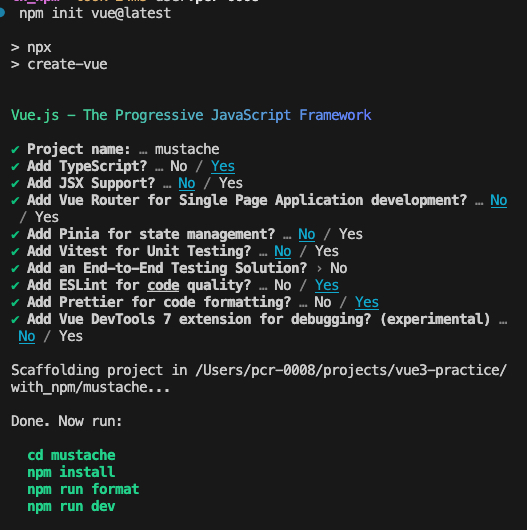 npm init vue@latest
> npx
> create-vue
Vue.js - The Progressive JavaScript Framework
✔ Project name: … mustache
✔ Add TypeScript? … No / Yes
✔ Add JSX Support? … No / Yes
✔ Add Vue Router for Single Page Application development? … No
/ Yes
✔ Add Pinia for state management? … No / Yes
✔ Add Vitest for Unit Testing? … No / Yes
✔ Add an End-to-End Testing Solution? › No
✔ Add ESLint for code quality? … No / Yes
✔ Add Prettier for code formatting? … No / Yes
✔ Add Vue DevTools 7 extension for debugging? (experimental) …
No / Yes
Scaffolding project in /Users/pcr-0008/projects/vue3-practice/
with_npm/mustache...
Done. Now run:
cd mustache
npm install
npm run format
npm run dev